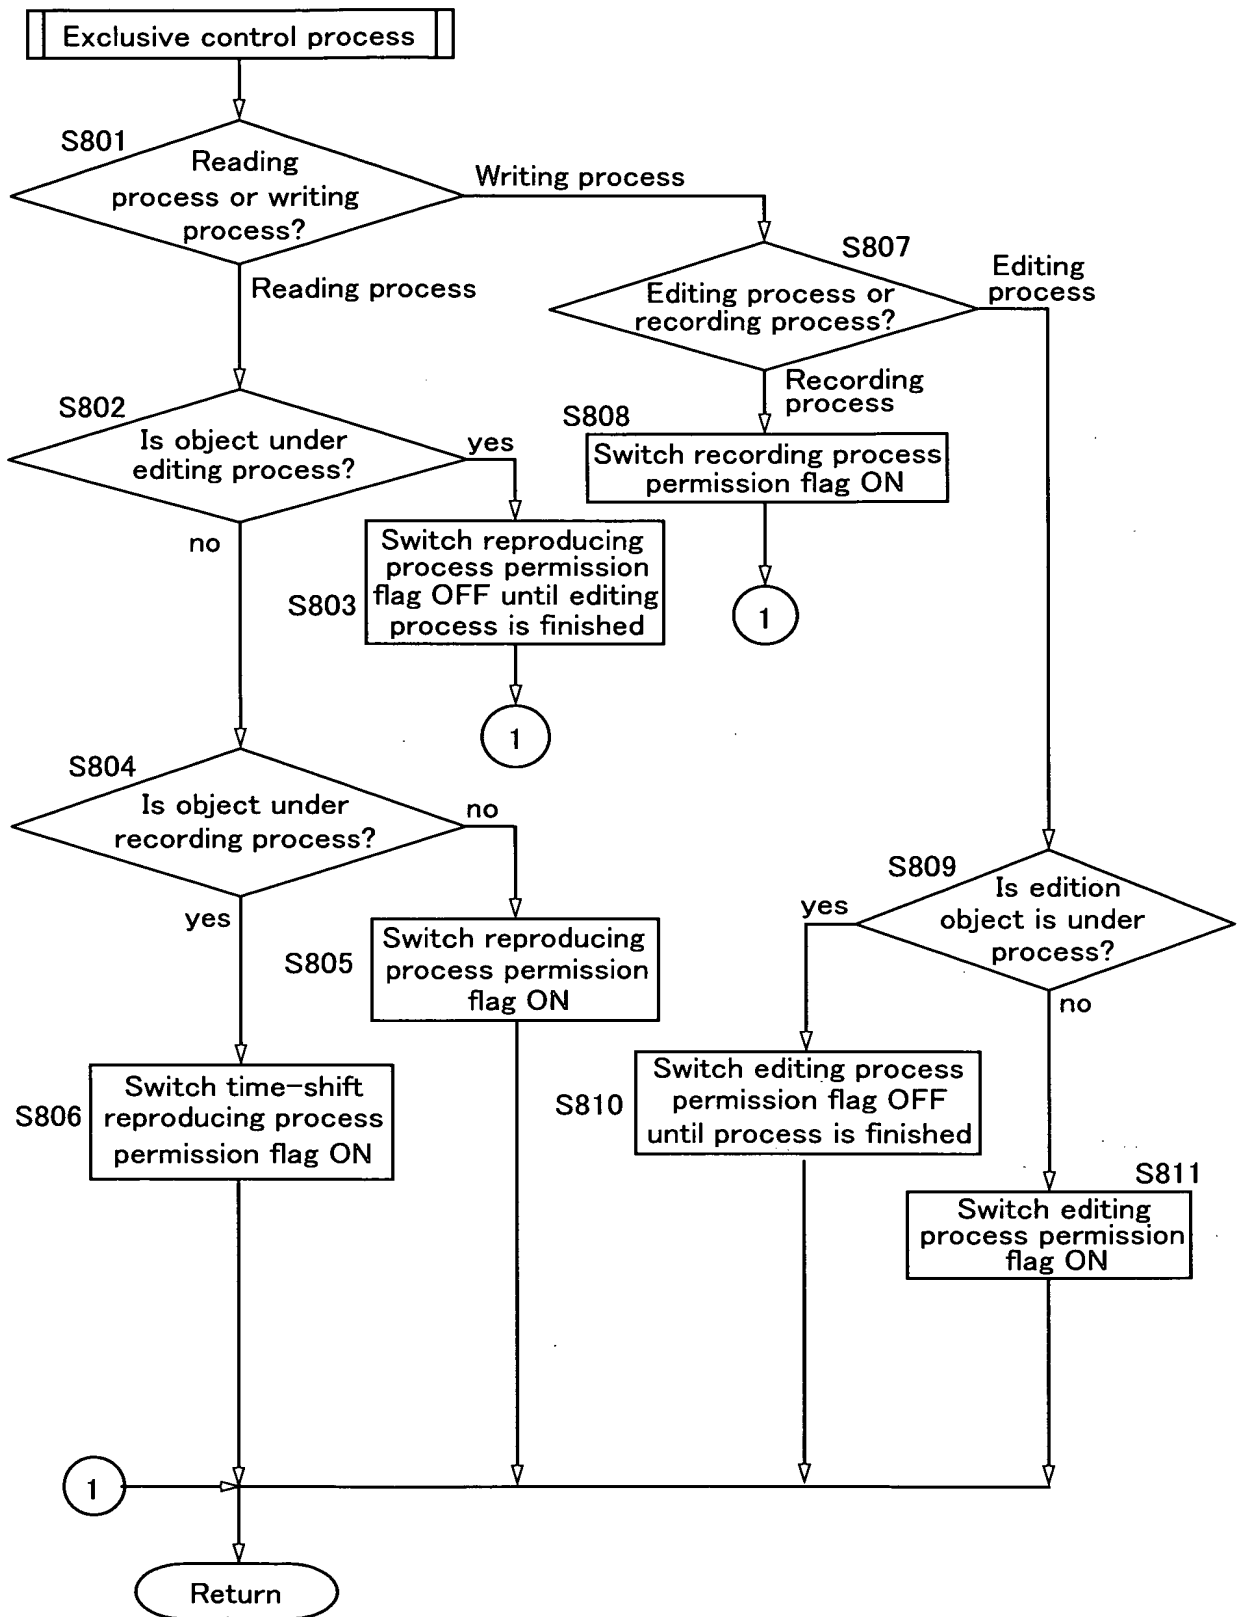 Exclusive control process
S801
Reading
process or writing
process?
Writing process
Reading process
S807
Editing process or
recording process?
Editing
process
Recording
process
S808
Switch recording process
permission flag ON
1
S802
Is object under
editing process?
yes
no
S803
Switch reproducing
process permission
flag OFF until editing
process is finished
1
S804
Is object under
recording process?
no
yes
S805
Switch reproducing
process permission
flag ON
S806
Switch time-shift
reproducing process
permission flag ON
S809
Is edition
object is under
process?
yes
no
S810
Switch editing process
permission flag OFF
until process is finished
S811
Switch editing
process permission
flag ON
1
Return